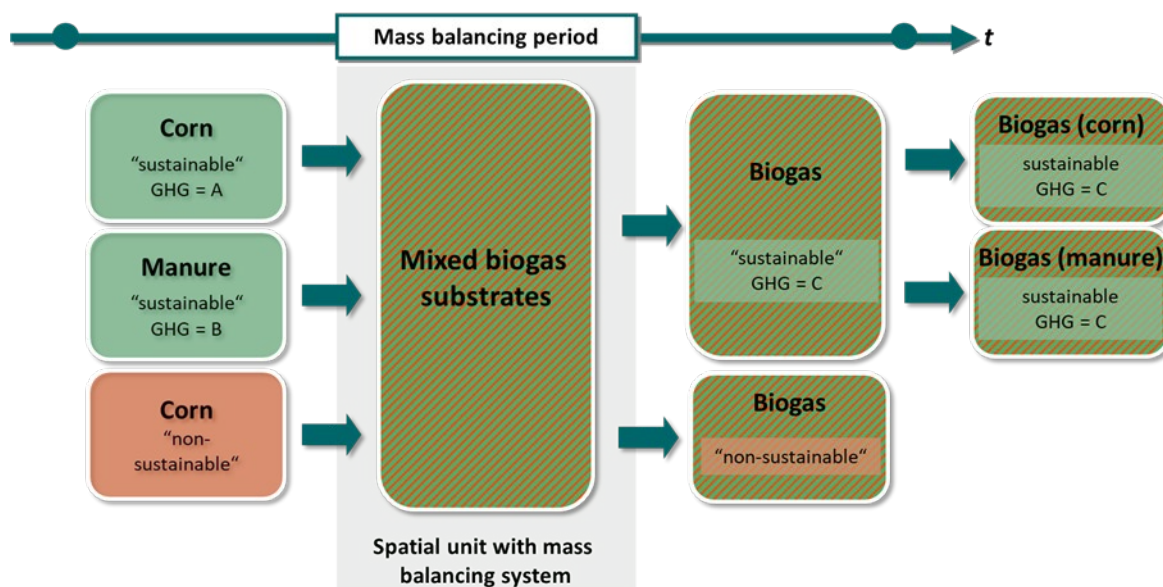 Mass balancing period
t
Corn
“sustainable“
GHG = A
Manure
“sustainable“
GHG = B
Corn
“non-
sustainable“
Mixed biogas
substrates
Spatial unit with mass
balancing system
Biogas
“sustainable“
GHG = C
Biogas
“non-sustainable“
Biogas (corn)
sustainable
GHG = C
Biogas (manure)
sustainable
GHG = C